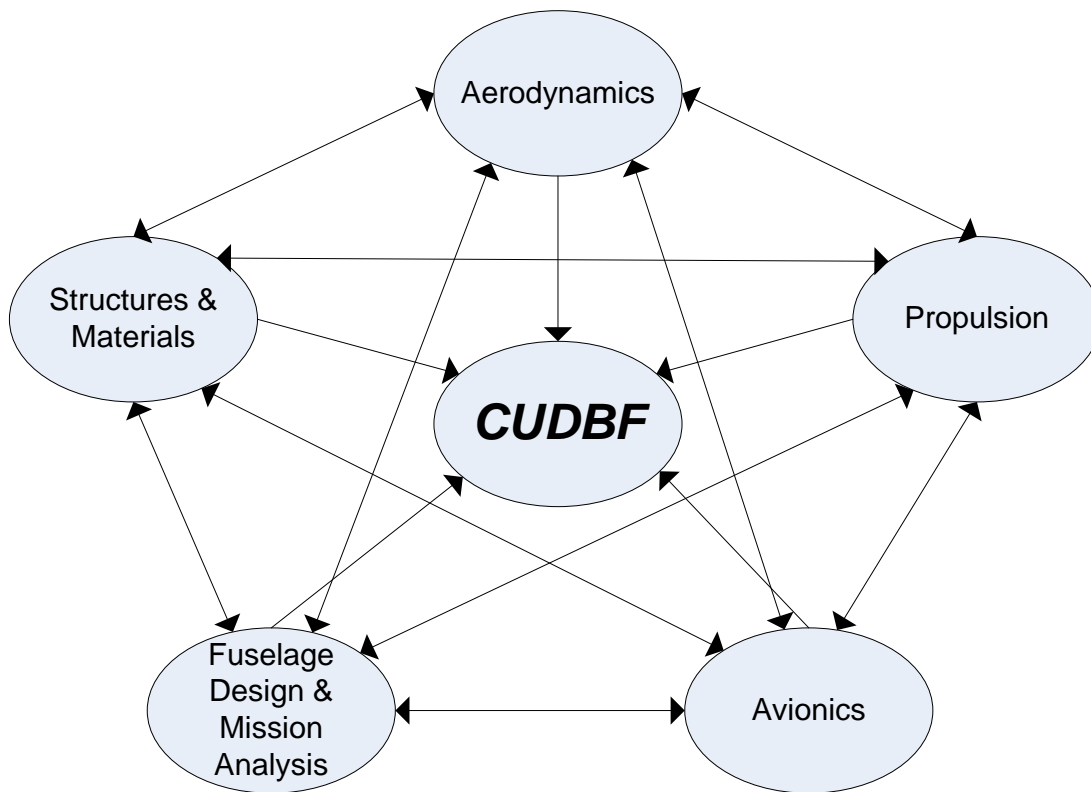 Aerodynamics
Structures &
Materials
Propulsion
CUDBF
Fuselage
Design &
Mission
Analysis
Avionics